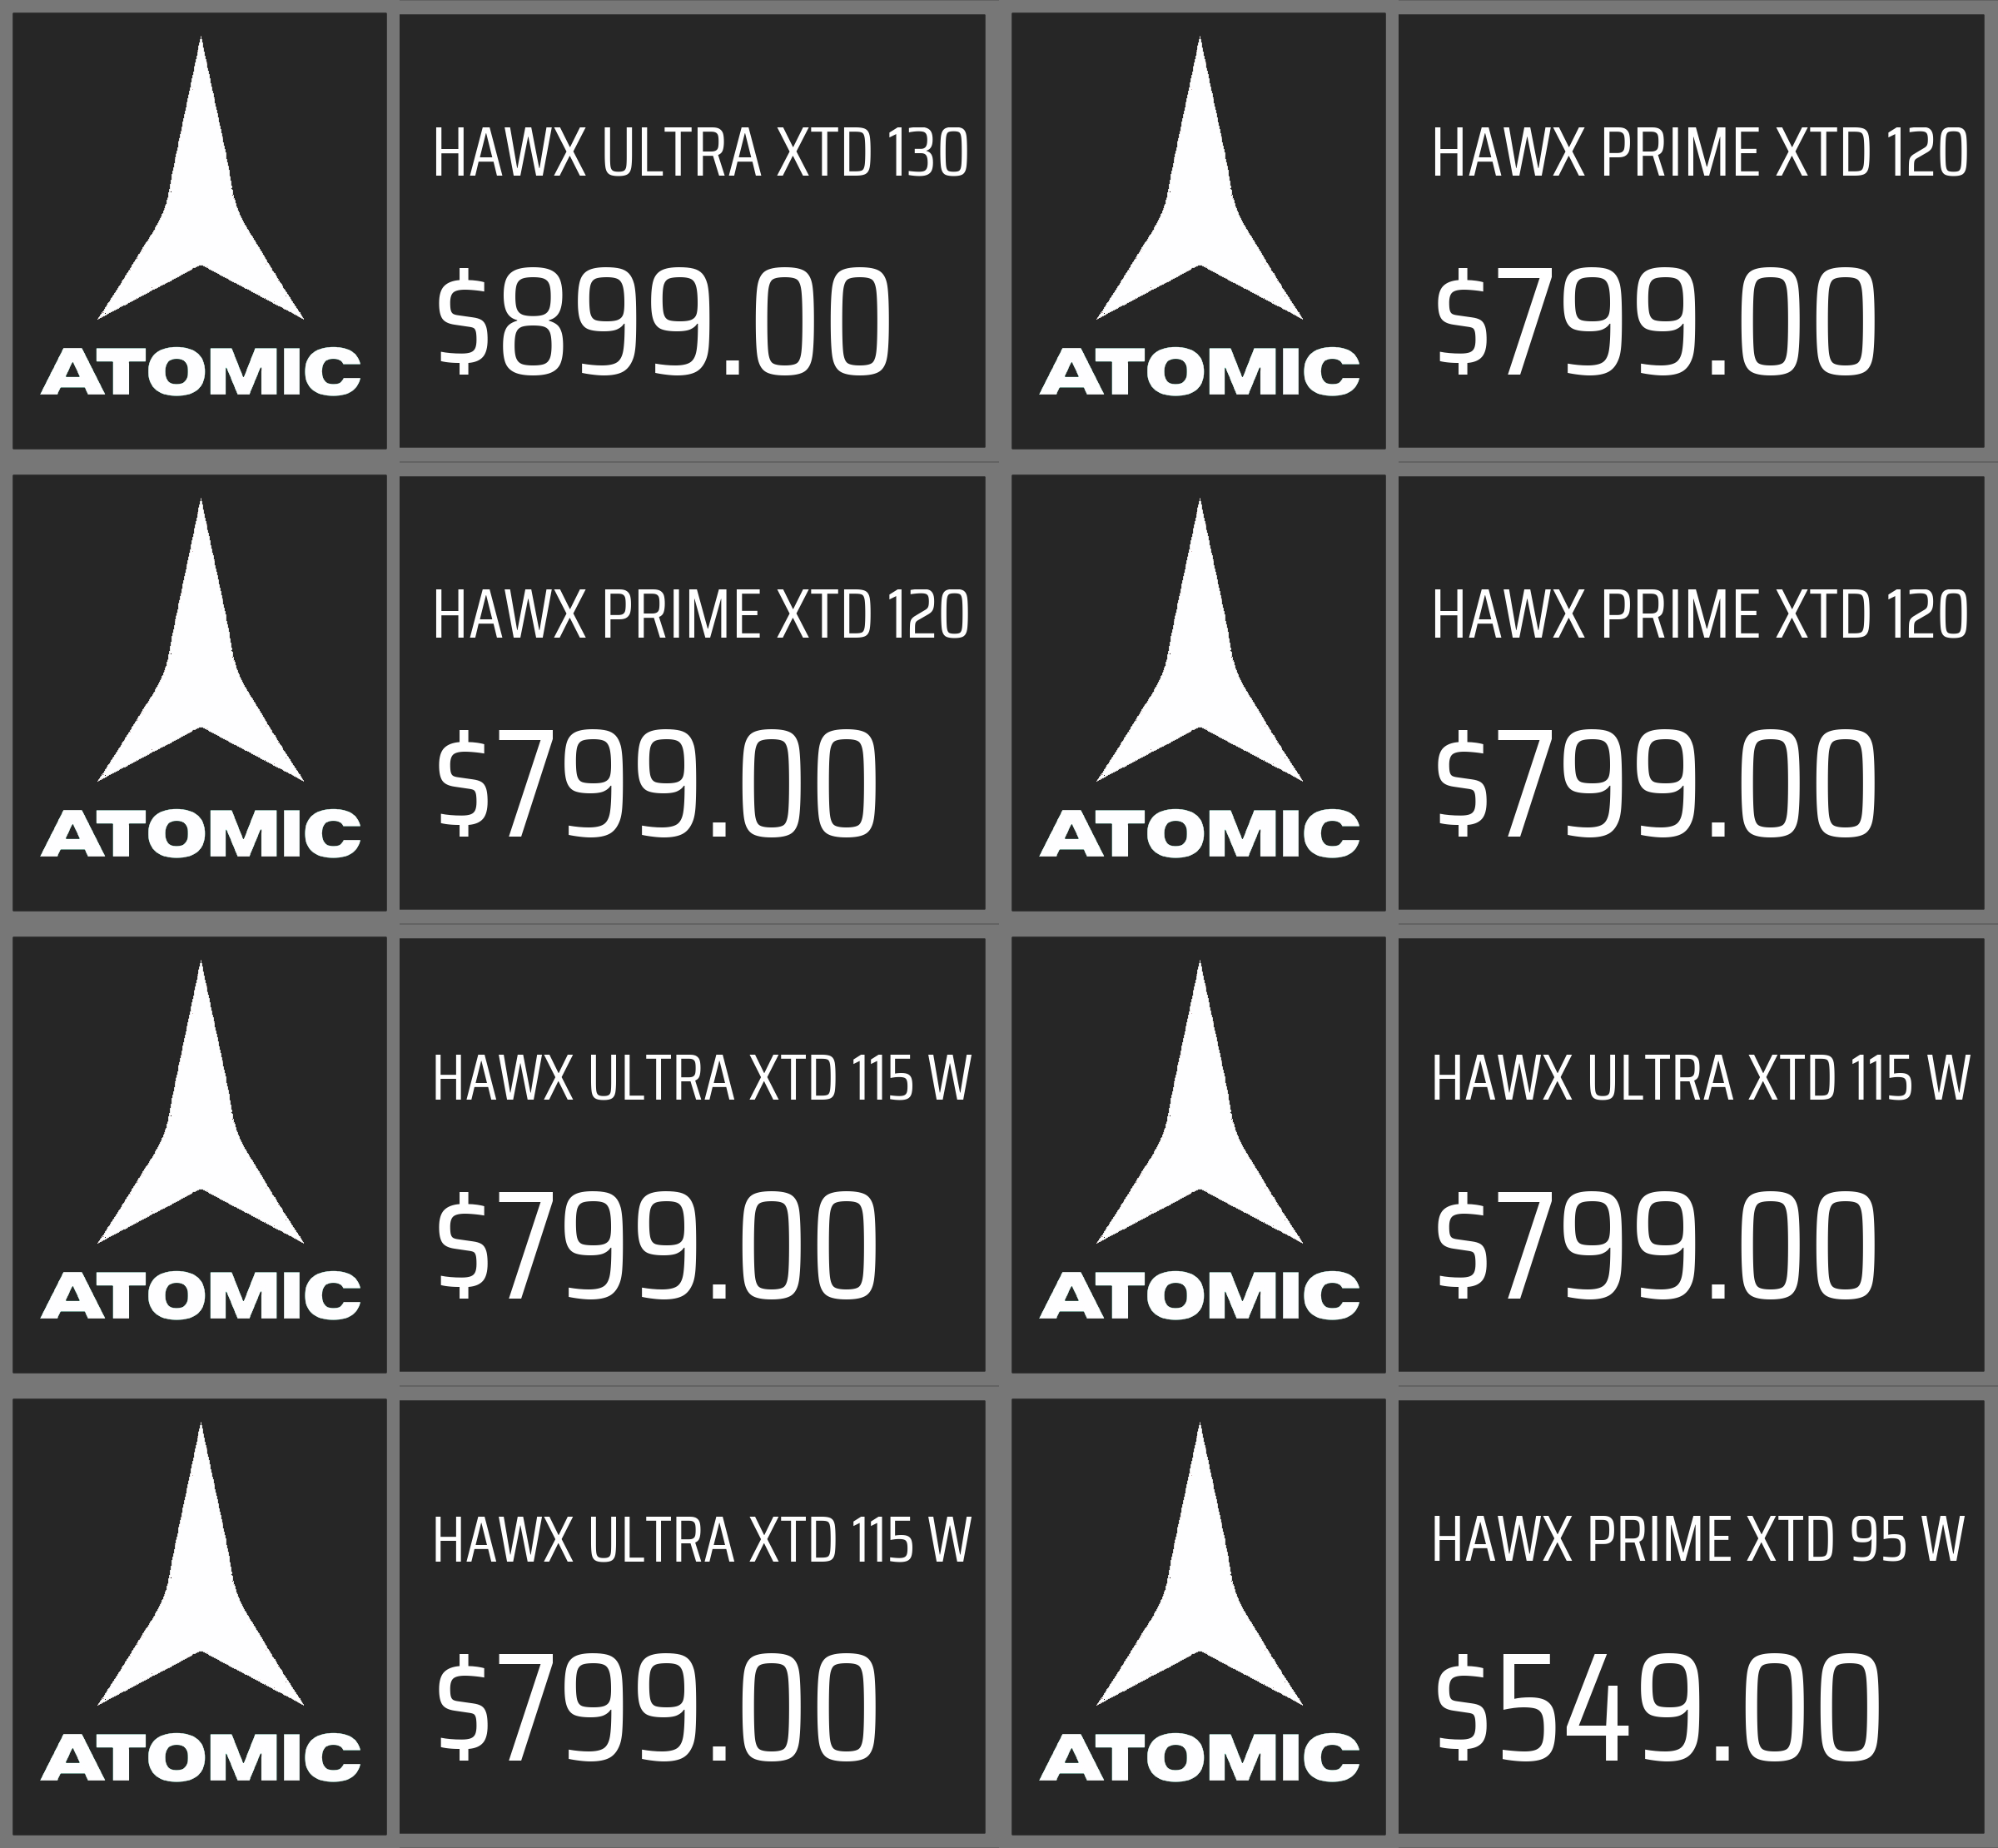 ATOMIC
HAWX ULTRA XTD 130
$899.00
ATOMIC
HAWX PRIME XTD 120
$799.00
ATOMIC
HAWX PRIME XTD 120
$799.00
ATOMIC
HAWX PRIME XTD 120
$799.00
ATOMIC
HAWX ULTRA XTD 115 W
$799.00
ATOMIC
HAWX ULTRA XTD 115 W
$799.00
ATOMIC
HAWX ULTRA XTD 115 W
$799.00
ATOMIC
HAWX PRIME XTD 95 W
$549.00